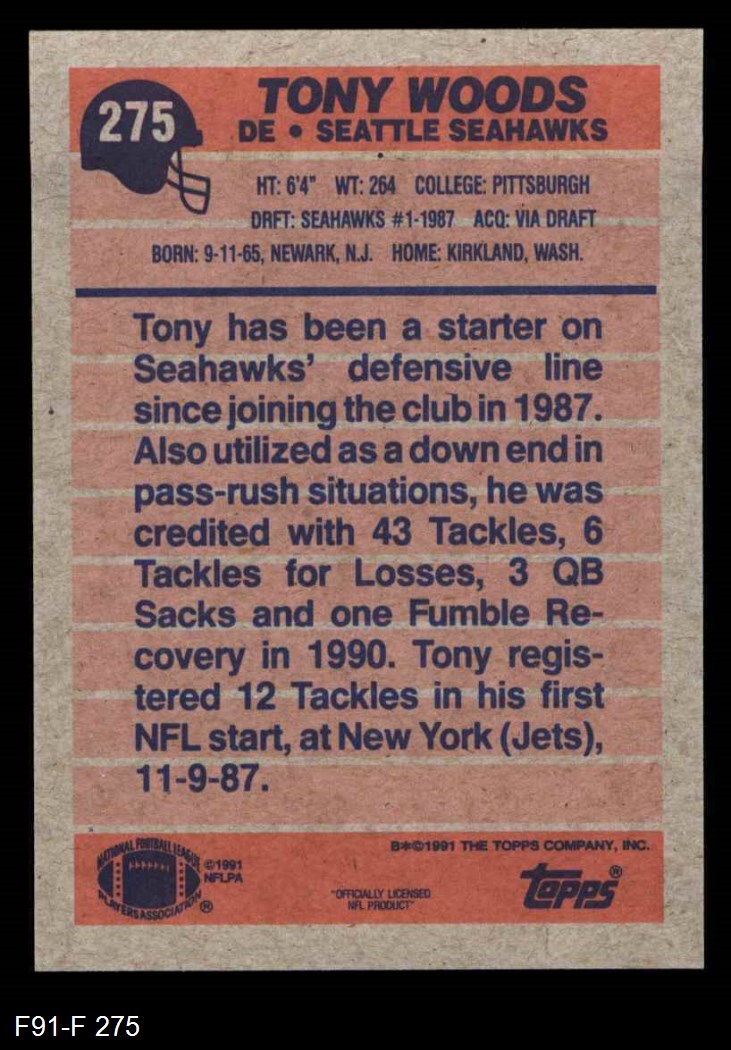 275
TONY WOODS
DE • SEATTLE SEAHAWKS
HT: 6'4" WT: 264 COLLEGE: PITTSBURGH
DRFT: SEAHAWKS #1-1987 ACQ: VIA DRAFT
BORN: 9-11-65, NEWARK, N.J. HOME: KIRKLAND, WASH.
Tony has been a starter on
Seahawks' defensive line
since joining the club in 1987.
Also utilized as a down end in
pass-rush situations, he was
credited with 43 Tackles, 6
Tackles for Losses, 3 QB
Sacks and one Fumble Re-
covery in 1990. Tony regis-
tered 12 Tackles in his first
NFL start, at New York (Jets),
11-9-87.
NATIONAL FOOTBALL LEAGUE
PLAYERS ASSOCIATION ®
©1991
NFLPA
"OFFICIALLY LICENSED
NFL PRODUCT"
B*©1991 THE TOPPS COMPANY, INC.
topps®
F91-F 275